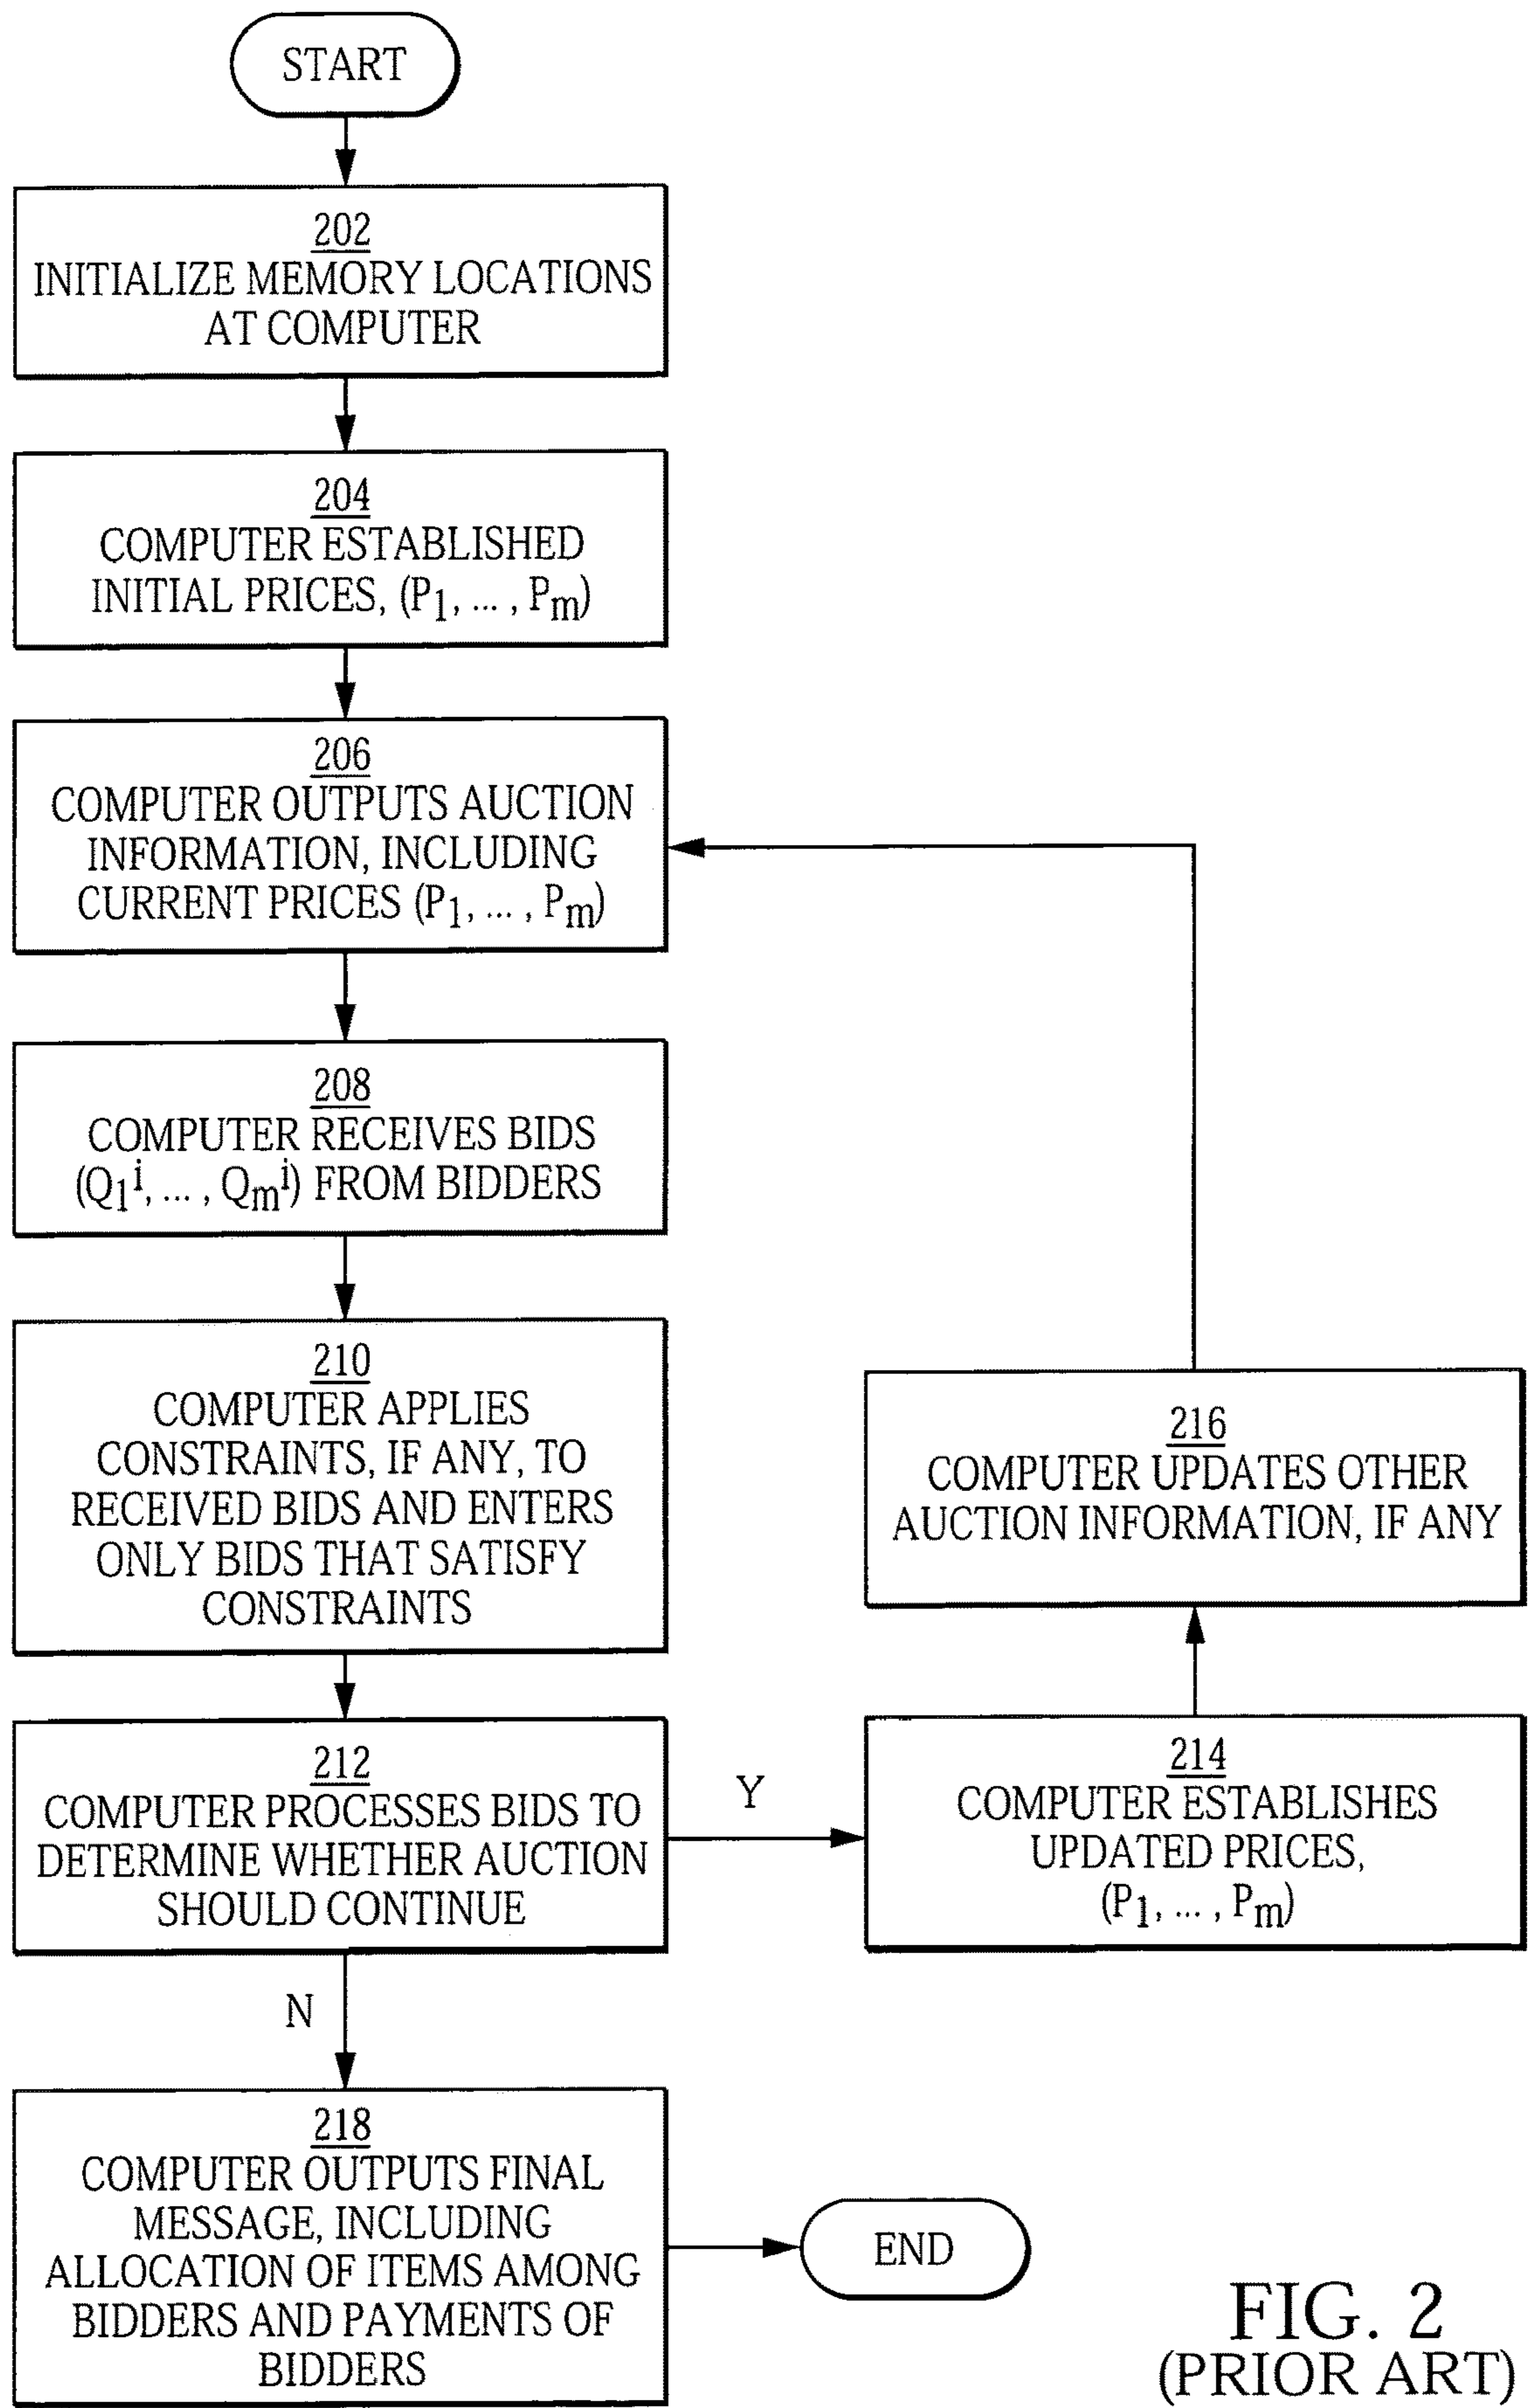 START
202
INITIALIZE MEMORY LOCATIONS
AT COMPUTER
204
COMPUTER ESTABLISHED
INITIAL PRICES, (P1, ... , Pm)
206
COMPUTER OUTPUTS AUCTION
INFORMATION, INCLUDING
CURRENT PRICES (P1, ... , Pm)
208
COMPUTER RECEIVES BIDS
(Q1i, ... , Qmi) FROM BIDDERS
210
COMPUTER APPLIES
CONSTRAINTS, IF ANY, TO
RECEIVED BIDS AND ENTERS
ONLY BIDS THAT SATISFY
CONSTRAINTS
212
COMPUTER PROCESSES BIDS TO
DETERMINE WHETHER AUCTION
SHOULD CONTINUE
Y
214
COMPUTER ESTABLISHES
UPDATED PRICES,
(P1, ... , Pm)
216
COMPUTER UPDATES OTHER
AUCTION INFORMATION, IF ANY
N
218
COMPUTER OUTPUTS FINAL
MESSAGE, INCLUDING
ALLOCATION OF ITEMS AMONG
BIDDERS AND PAYMENTS OF
BIDDERS
END
FIG. 2
(PRIOR ART)